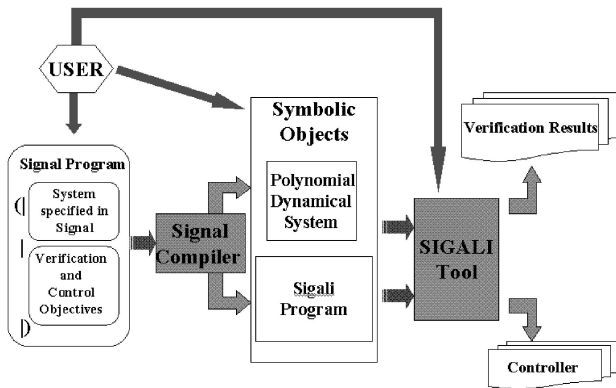 USER
Signal Program
(|
System
specified in
Signal
|
Verification
and
Control
Objectives
|)
Signal
Compiler
Symbolic
Objects
Polynomial
Dynamical
System
Sigali
Program
SIGALI
Tool
Verification Results
Controller